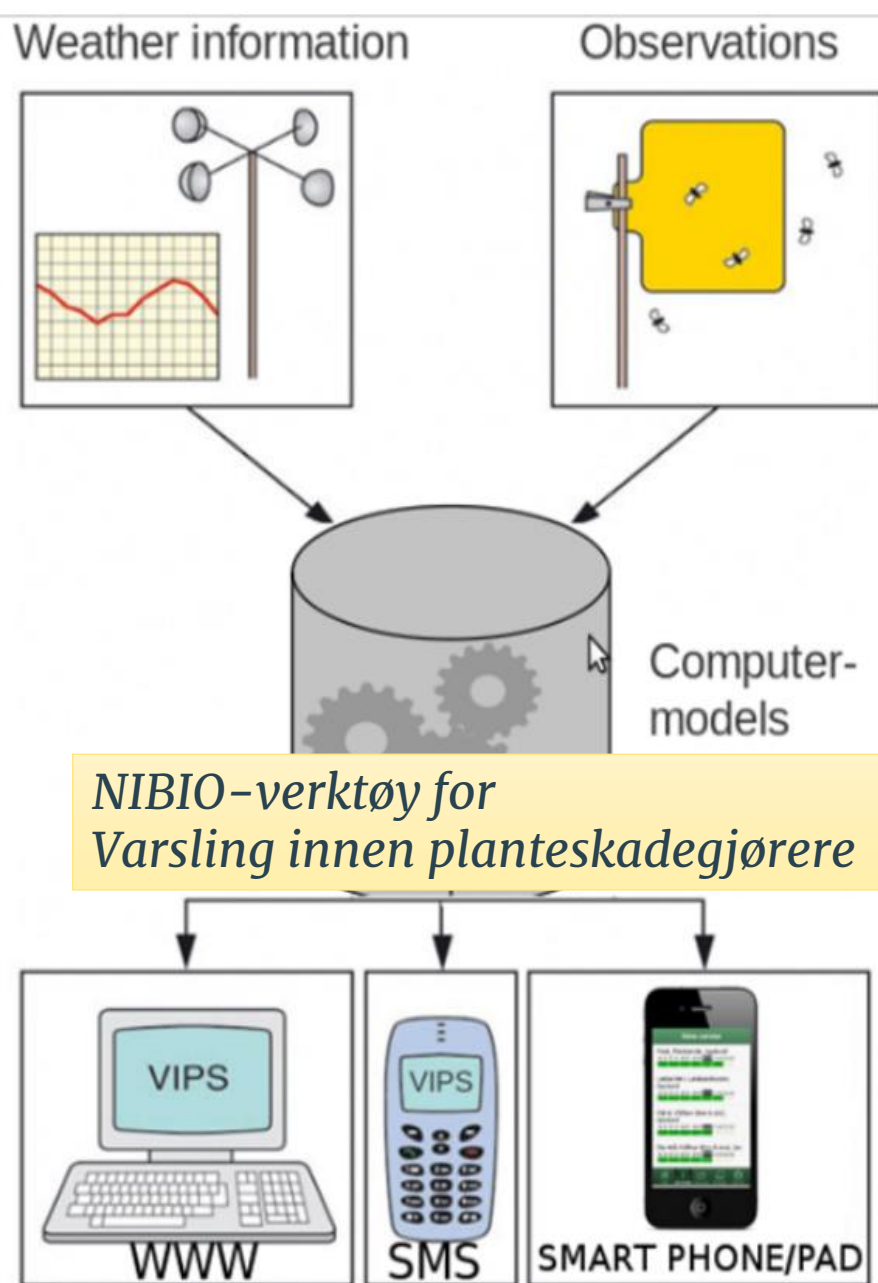 Weather information
Observations
Computer-
models
NIBIO-verktøy for
Varsling innen planteskadegjørere
VIPS
VIPS
WWW
SMS
SMART PHONE/PAD